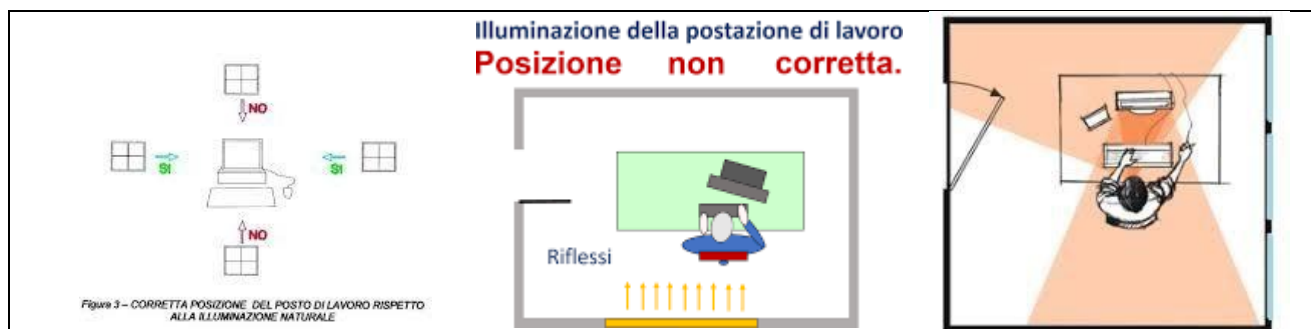 NO
SI
SI
NO
Figura 3 – CORRETTA POSIZIONE DEL POSTO DI LAVORO RISPETTO
ALLA ILLUMINAZIONE NATURALE
Illuminazione della postazione di lavoro
Posizione non corretta.
Riflessi